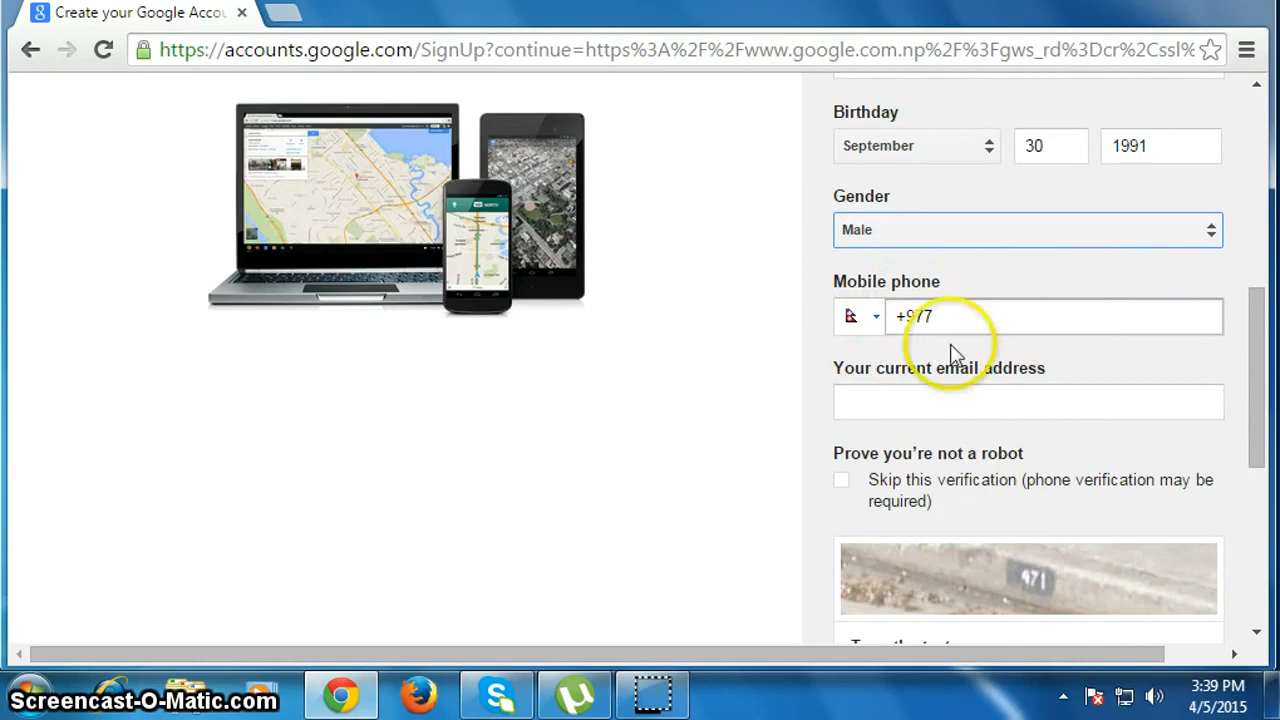 Create your Google Accou
https://accounts.google.com/SignUp?continue=https%3A%2F%2Fwww.google.com.np%2F%3Fgws_rd%3Dcr%2Cssl%
Birthday
September 30 1991
Gender
Male
Mobile phone
+977
Your current email address
Prove you’re not a robot
Skip this verification (phone verification may be
required)
971
3:39 PM
Screencast-O-Matic.com
4/5/2015